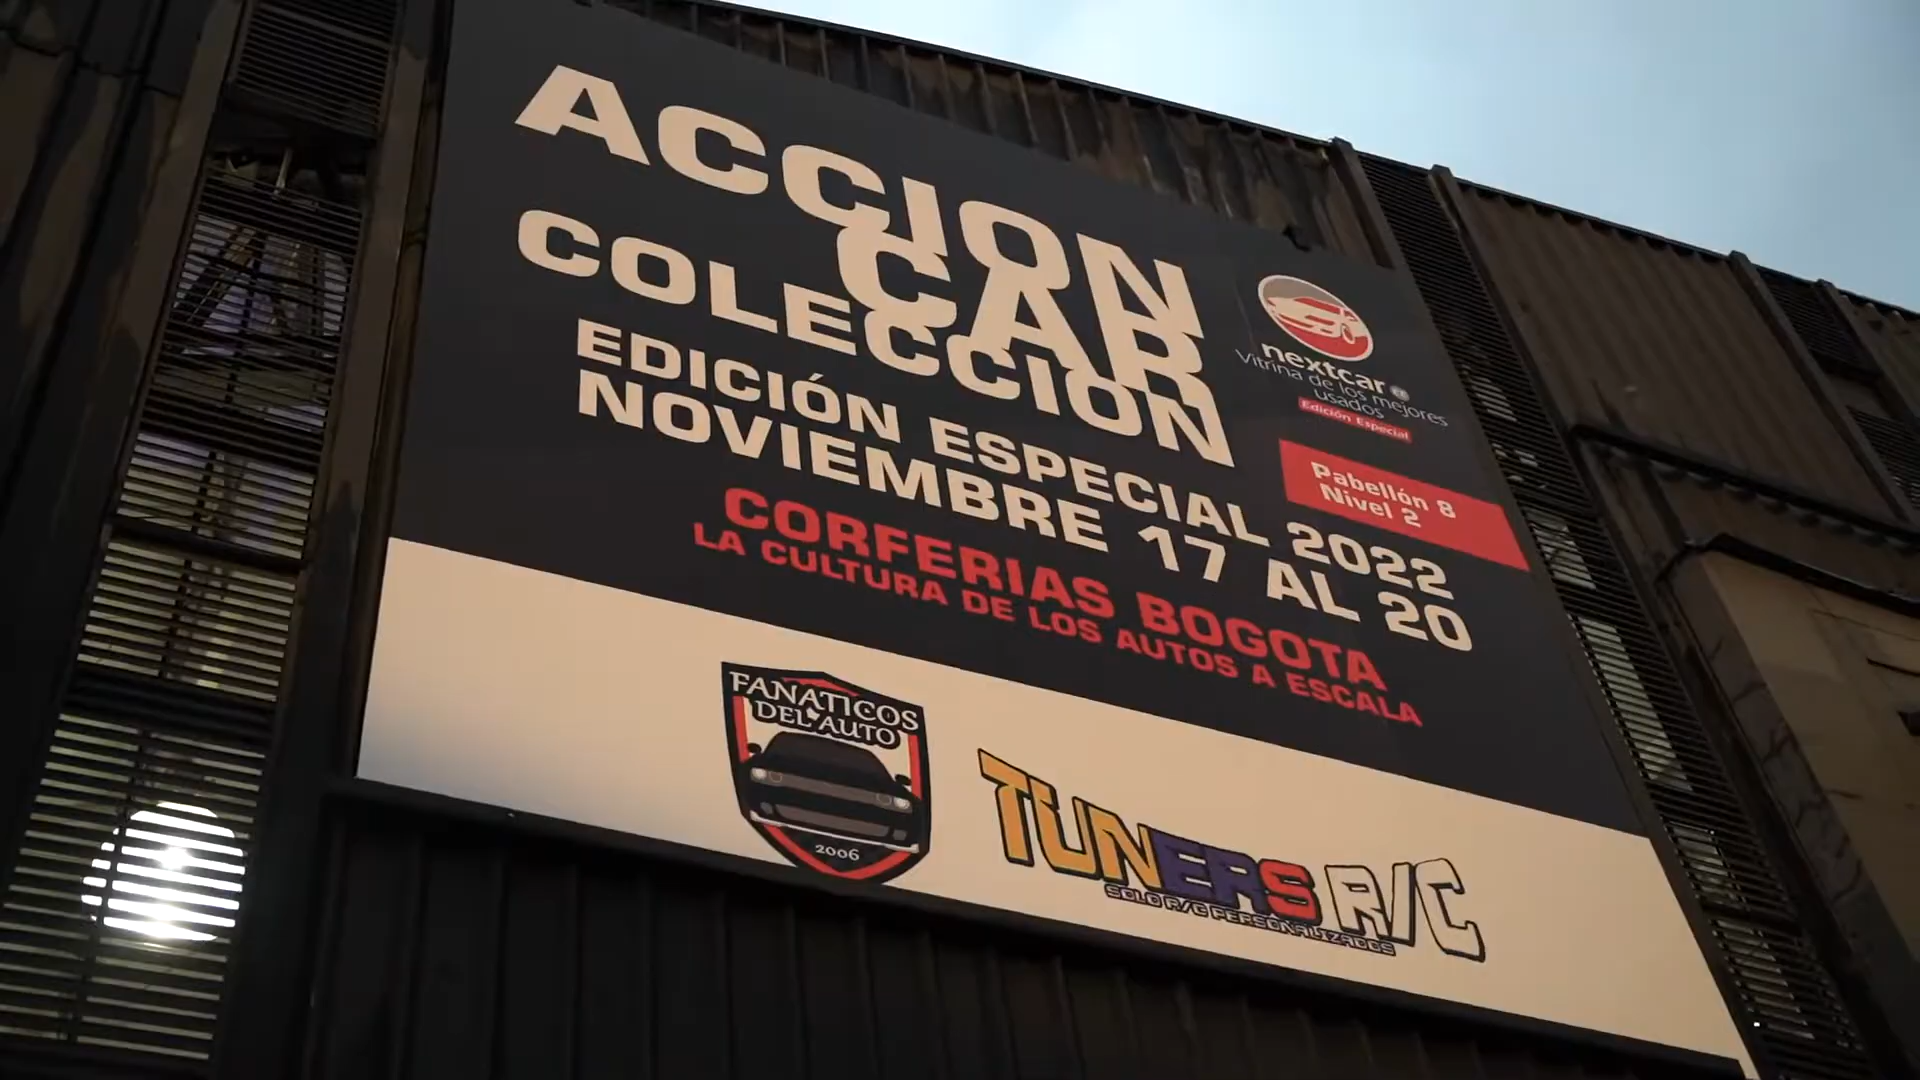 ACCION
CAR
COLECCION
EDICIÓN ESPECIAL 2022
NOVIEMBRE 17 AL 20
CORFERIAS BOGOTA
LA CULTURA DE LOS AUTOS A ESCALA
nextcar
Vitrina de los mejores
usados
Edición Especial
Pabellón 8
Nivel 2
FANATICOS
DEL AUTO
2006
TUNERS R/C
SOLO R/C PERSONALIZADOS